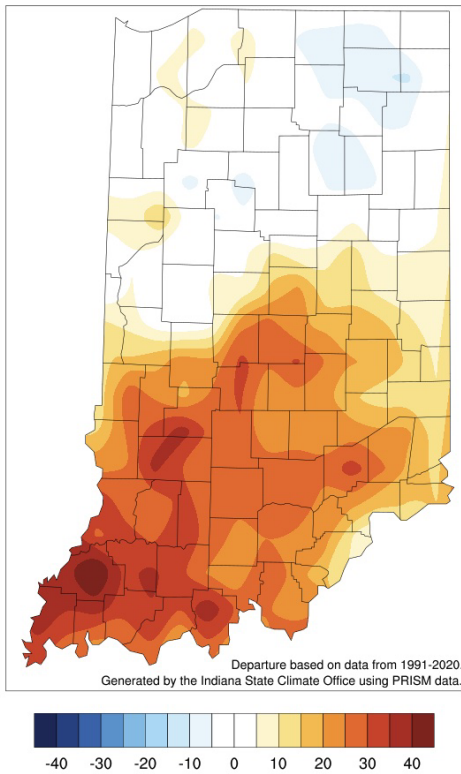 Departure based on data from 1991-2020.
Generated by the Indiana State Climate Office using PRISM data.
-40 -30 -20 -10 0 10 20 30 40